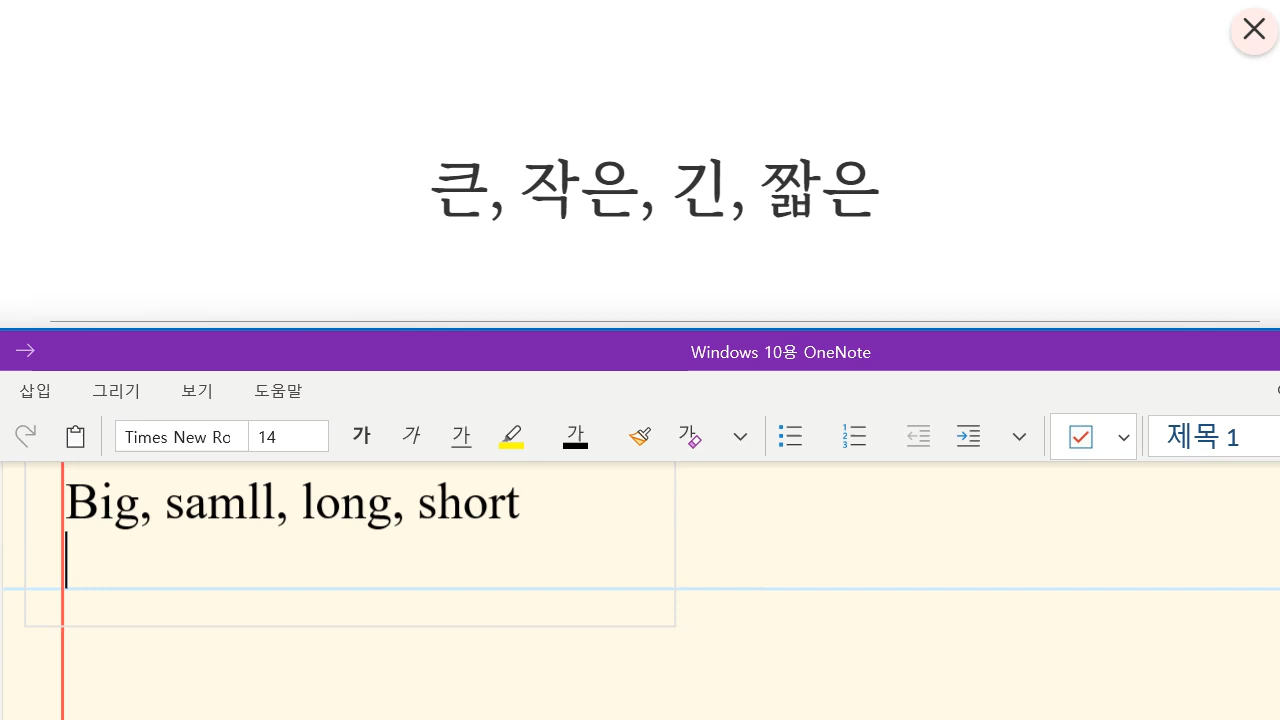 큰, 작은, 긴, 짧은
Windows 10용 OneNote
삽입 그리기 보기 도움말
Times New R 14 가 가 가 가 가 제목 1
Big, samll, long, short